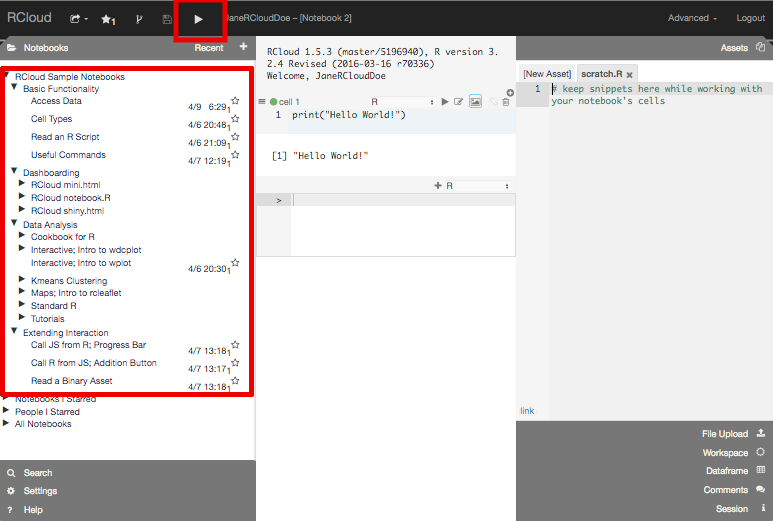 RCloud 1 JaneRCloudDoe – [Notebook 2] Advanced Logout
Notebooks Recent +
RCloud Sample Notebooks
Basic Functionality
Access Data
4/9 6:29 1
Cell Types
4/6 20:48 1
Read an R Script
4/6 21:09 1
Useful Commands
4/7 12:19 1
Dashboarding
RCloud mini.html
RCloud notebook.R
RCloud shiny.html
Data Analysis
Cookbook for R
Interactive; Intro to wdcplot
Interactive; Intro to wplot
4/6 20:30 1
Kmeans Clustering
Maps; Intro to rcleaflet
Standard R
Tutorials
Extending Interaction
Call JS from R; Progress Bar
4/7 13:18 1
Call R from JS; Addition Button
4/7 13:17 1
Read a Binary Asset
4/7 13:18 1
Notebooks I Starred
People I Starred
All Notebooks
Search
Settings
? Help
RCloud 1.5.3 (master/5196940), R version 3.
2.4 Revised (2016-03-16 r70336)
Welcome, JaneRCloudDoe
cell 1 R
1 print("Hello World!")
[1] "Hello World!"
+ R
>
Assets
[New Asset] scratch.R
1 # keep snippets here while working with
your notebook's cells
link
File Upload
Workspace
Dataframe
Comments
Session